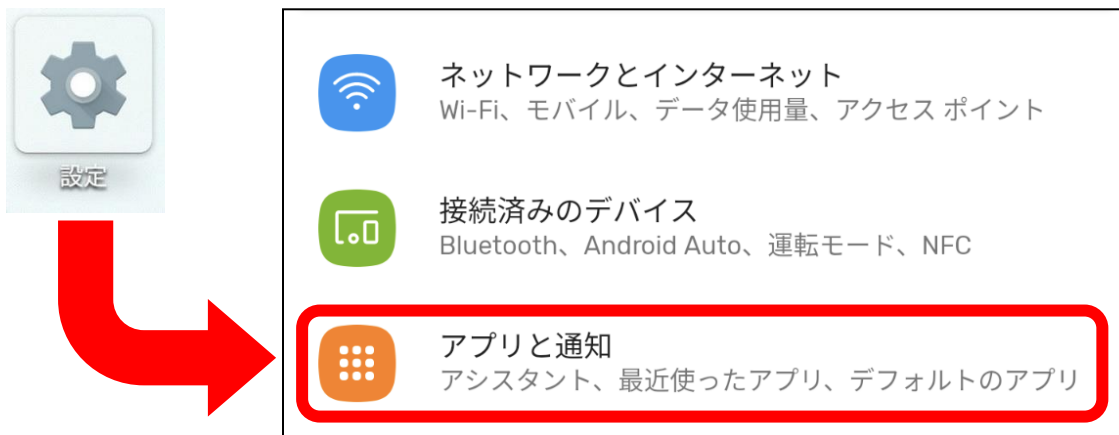 設定
ネットワークとインターネット
Wi-Fi、モバイル、データ使用量、アクセス ポイント
接続済みのデバイス
Bluetooth、Android Auto、運転モード、NFC
アプリと通知
アシスタント、最近使ったアプリ、デフォルトのアプリ